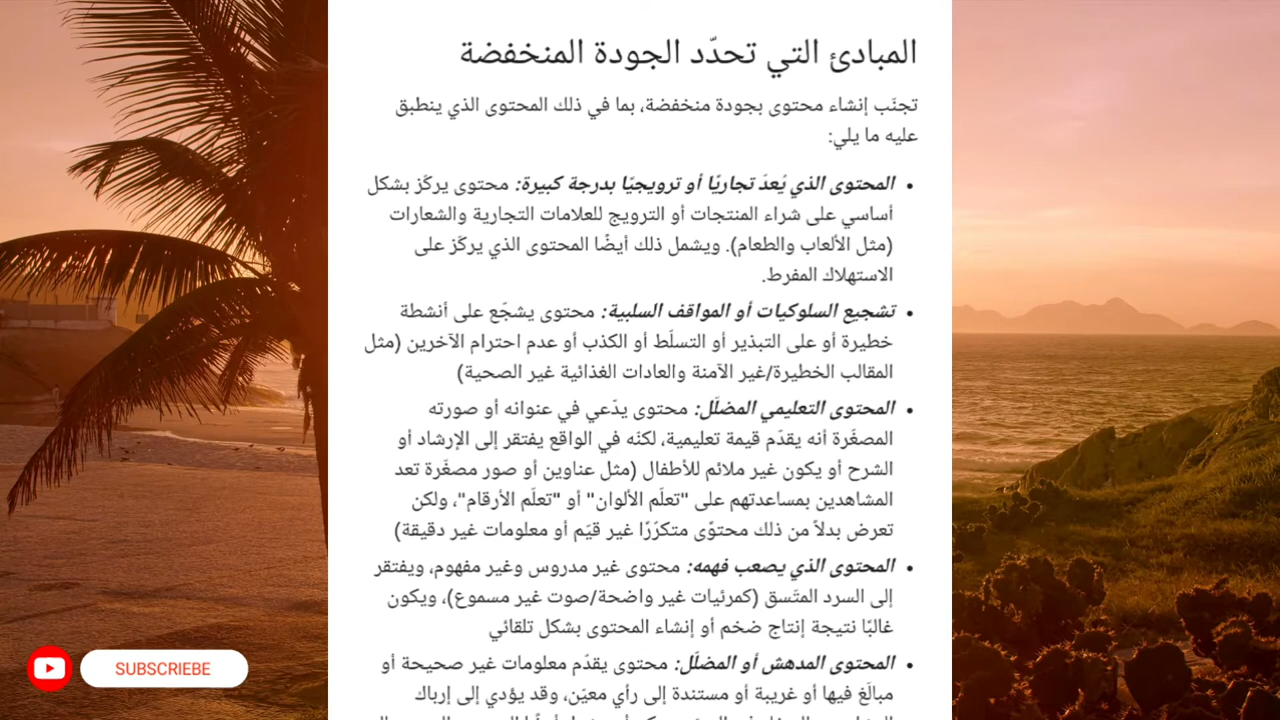 المبادئ التي تحدّد الجودة المنخفضة
تجنّب إنشاء محتوى بجودة منخفضة، بما في ذلك المحتوى الذي ينطبق
عليه ما يلي:
• المحتوى الذي يُعدّ تجاريًا أو ترويجيًا بدرجة كبيرة: محتوى يركّز بشكل
أساسي على شراء المنتجات أو الترويج للعلامات التجارية والشعارات
(مثل الألعاب والطعام). ويشمل ذلك أيضًا المحتوى الذي يركّز على
الاستهلاك المفرط.
• تشجيع السلوكيات أو المواقف السلبية: محتوى يشجّع على أنشطة
خطيرة أو على التبذير أو التسلّط أو الكذب أو عدم احترام الآخرين (مثل
المقالب الخطيرة/غير الآمنة والعادات الغذائية غير الصحية)
• المحتوى التعليمي المضلّل: محتوى يدّعي في عنوانه أو صورته
المصغّرة أنه يقدّم قيمة تعليمية، لكنّه في الواقع يفتقر إلى الإرشاد أو
الشرح أو يكون غير ملائم للأطفال (مثل عناوين أو صور مصغّرة تعد
المشاهدين بمساعدتهم على "تعلّم الألوان" أو "تعلّم الأرقام"، ولكن
تعرض بدلاً من ذلك محتوًى متكرّرًا غير قيّم أو معلومات غير دقيقة)
• المحتوى الذي يصعب فهمه: محتوى غير مدروس وغير مفهوم، ويفتقر
إلى السرد المتّسق (كمرئيات غير واضحة/صوت غير مسموع)، ويكون
غالبًا نتيجة إنتاج ضخم أو إنشاء المحتوى بشكل تلقائي
• المحتوى المدهش أو المضلّل: محتوى يقدّم معلومات غير صحيحة أو
مبالَغ فيها أو غريبة أو مستندة إلى رأي معيّن، وقد يؤدي إلى إرباك
SUBSCRIEBE